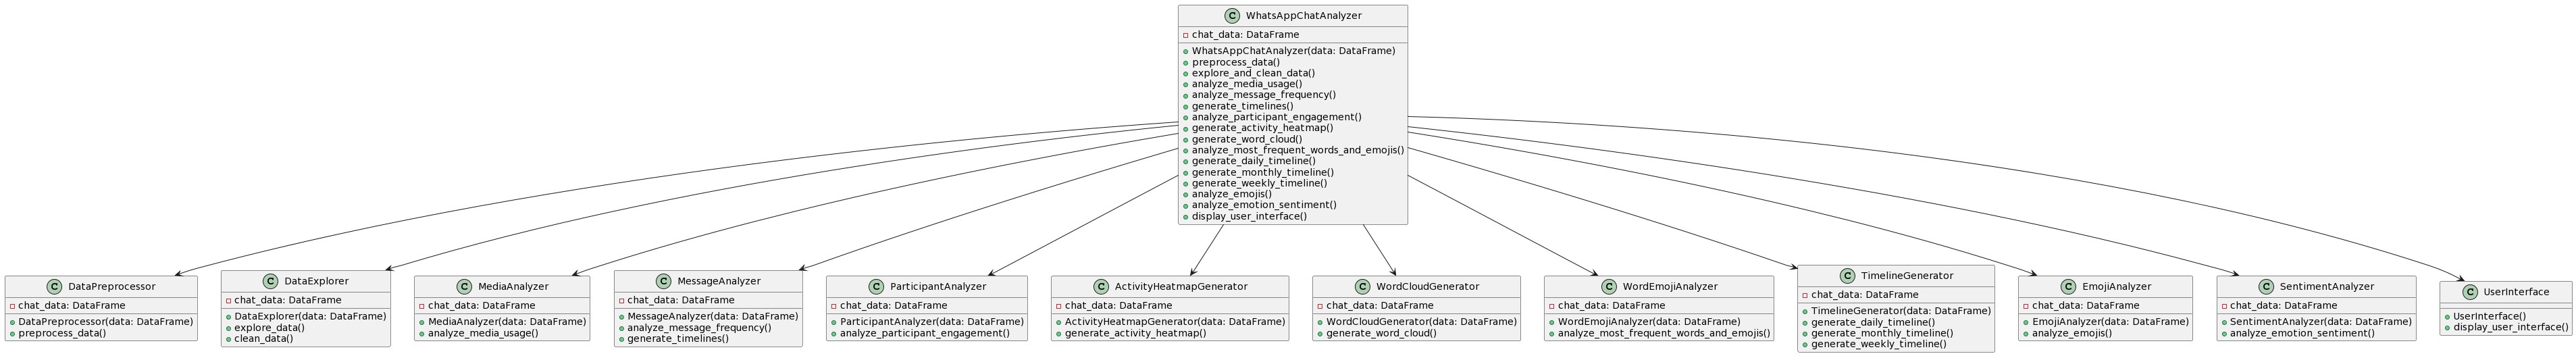 C WhatsAppChatAnalyzer
chat_data: DataFrame
WhatsAppChatAnalyzer(data: DataFrame)
preprocess_data()
explore_and_clean_data()
analyze_media_usage()
analyze_message_frequency()
generate_timelines()
analyze_participant_engagement()
generate_activity_heatmap()
generate_word_cloud()
analyze_most_frequent_words_and_emojis()
generate_daily_timeline()
generate_monthly_timeline()
generate_weekly_timeline()
analyze_emojis()
analyze_emotion_sentiment()
display_user_interface()
C DataPreprocessor
chat_data: DataFrame
DataPreprocessor(data: DataFrame)
preprocess_data()
C DataExplorer
chat_data: DataFrame
DataExplorer(data: DataFrame)
explore_data()
clean_data()
C MediaAnalyzer
chat_data: DataFrame
MediaAnalyzer(data: DataFrame)
analyze_media_usage()
C MessageAnalyzer
chat_data: DataFrame
MessageAnalyzer(data: DataFrame)
analyze_message_frequency()
generate_timelines()
C ParticipantAnalyzer
chat_data: DataFrame
ParticipantAnalyzer(data: DataFrame)
analyze_participant_engagement()
C ActivityHeatmapGenerator
chat_data: DataFrame
ActivityHeatmapGenerator(data: DataFrame)
generate_activity_heatmap()
C WordCloudGenerator
chat_data: DataFrame
WordCloudGenerator(data: DataFrame)
generate_word_cloud()
C WordEmojiAnalyzer
chat_data: DataFrame
WordEmojiAnalyzer(data: DataFrame)
analyze_most_frequent_words_and_emojis()
C TimelineGenerator
chat_data: DataFrame
TimelineGenerator(data: DataFrame)
generate_daily_timeline()
generate_monthly_timeline()
generate_weekly_timeline()
C EmojiAnalyzer
chat_data: DataFrame
EmojiAnalyzer(data: DataFrame)
analyze_emojis()
C SentimentAnalyzer
chat_data: DataFrame
SentimentAnalyzer(data: DataFrame)
analyze_emotion_sentiment()
C UserInterface
UserInterface()
display_user_interface()